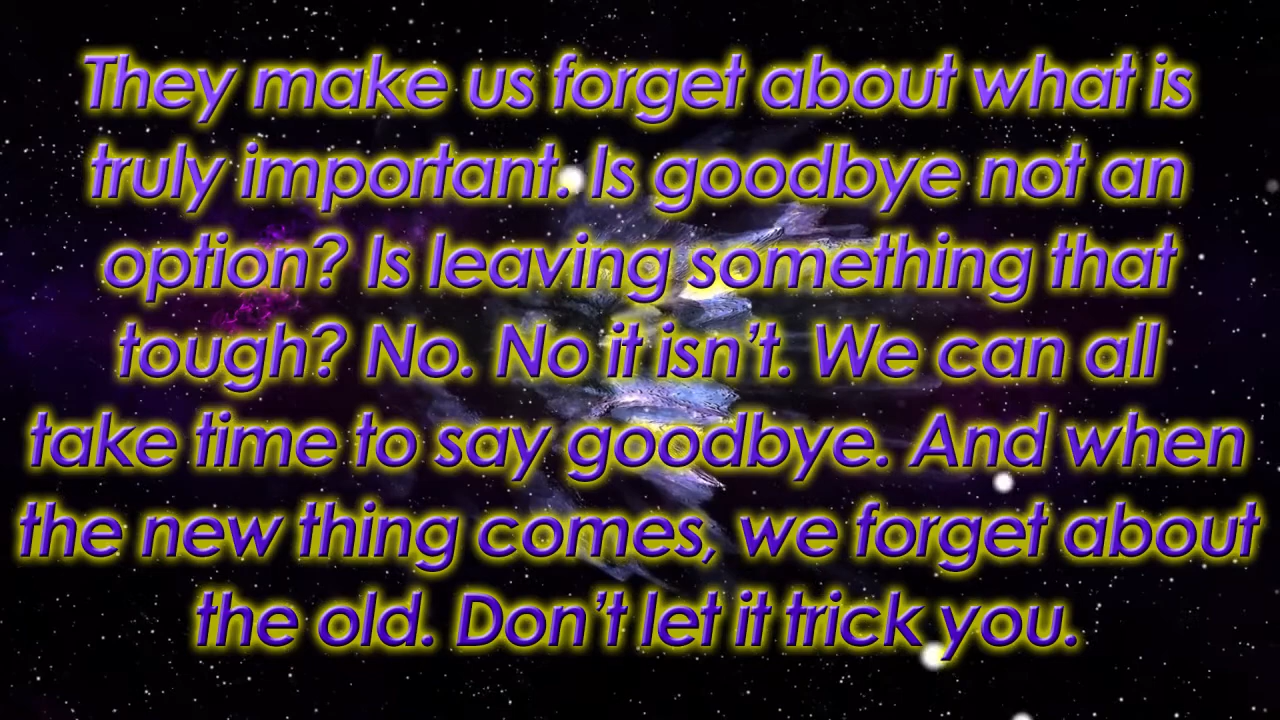 They make us forget about what is
truly important. Is goodbye not an
option? Is leaving something that
tough? No. No it isn't. We can all
take time to say goodbye. And when
the new thing comes, we forget about
the old. Don't let it trick you.